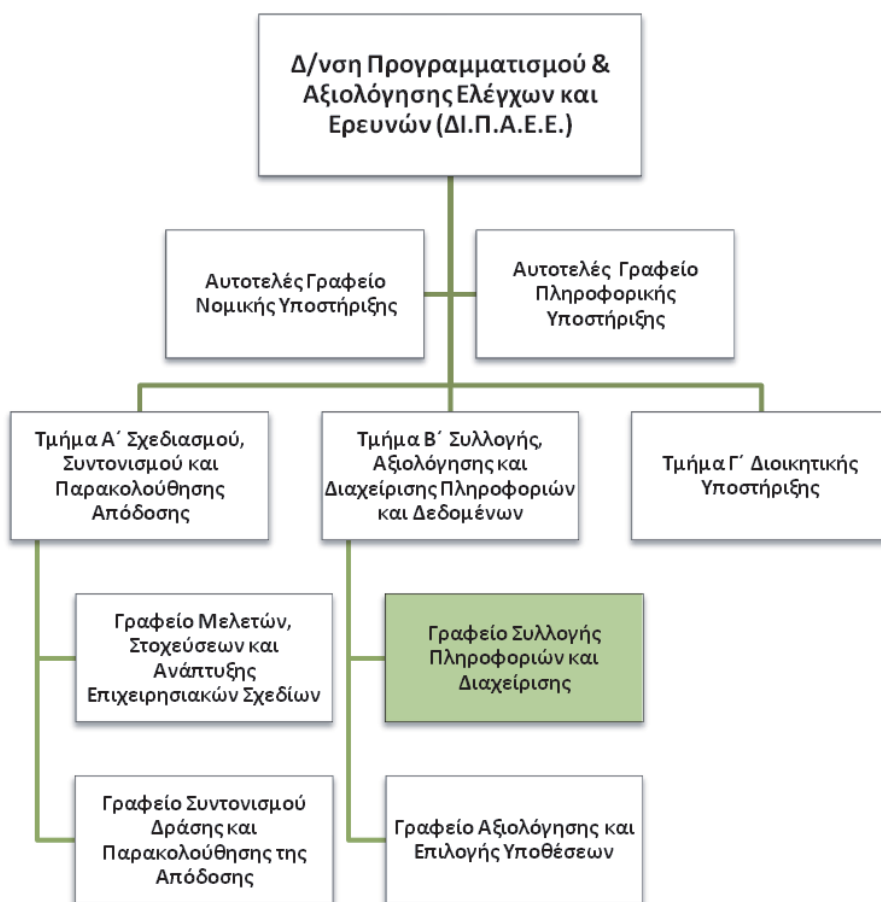 Δ/νση Προγραμματισμού &
Αξιολόγησης Ελέγχων και
Ερευνών (ΔΙ.Π.Α.Ε.Ε.)
Αυτοτελές Γραφείο
Νομικής Υποστήριξης
Αυτοτελές Γραφείο
Πληροφορικής
Υποστήριξης
Τμήμα Α΄ Σχεδιασμού,
Συντονισμού και
Παρακολούθησης
Απόδοσης
Τμήμα Β΄ Συλλογής,
Αξιολόγησης και
Διαχείρισης Πληροφοριών
και Δεδομένων
Τμήμα Γ΄ Διοικητικής
Υποστήριξης
Γραφείο Μελετών,
Στοχεύσεων και
Ανάπτυξης
Επιχειρησιακών Σχεδίων
Γραφείο Συλλογής
Πληροφοριών και
Διαχείρισης
Γραφείο Συντονισμού
Δράσης και
Παρακολούθησης της
Απόδοσης
Γραφείο Αξιολόγησης και
Επιλογής Υποθέσεων